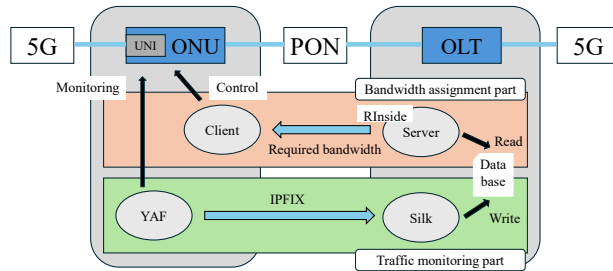 5G
UNI
ONU
PON
OLT
5G
Monitoring
Control
Bandwidth assignment part
RInside
Client
Server
Required bandwidth
Read
Data
base
IPFIX
YAF
Silk
Write
Traffic monitoring part